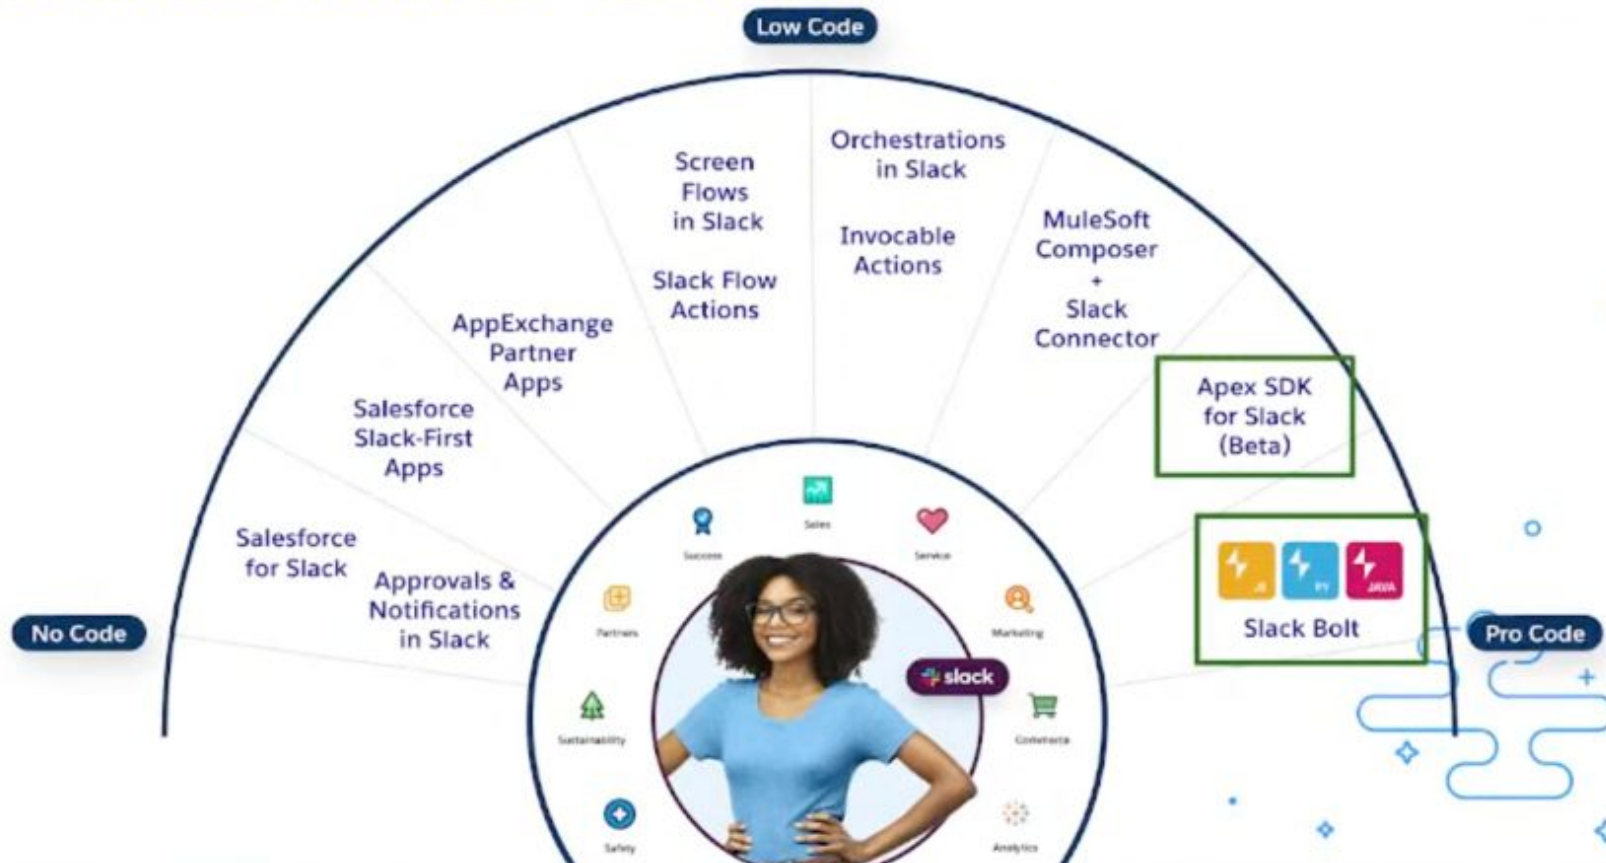 Low Code
Orchestrations
in Slack
Screen
Flows
in Slack
Invocable
Actions
MuleSoft
Composer
+
Slack
Connector
Slack Flow
Actions
AppExchange
Partner
Apps
Apex SDK
for Slack
(Beta)
Salesforce
Slack-First
Apps
Salesforce
for Slack
Approvals &
Notifications
in Slack
JS
PY
JAVA
Slack Bolt
No Code
Pro Code
Sales
Success
Service
Partners
Marketing
slack
Sustainability
Commerce
Safety
Analytics